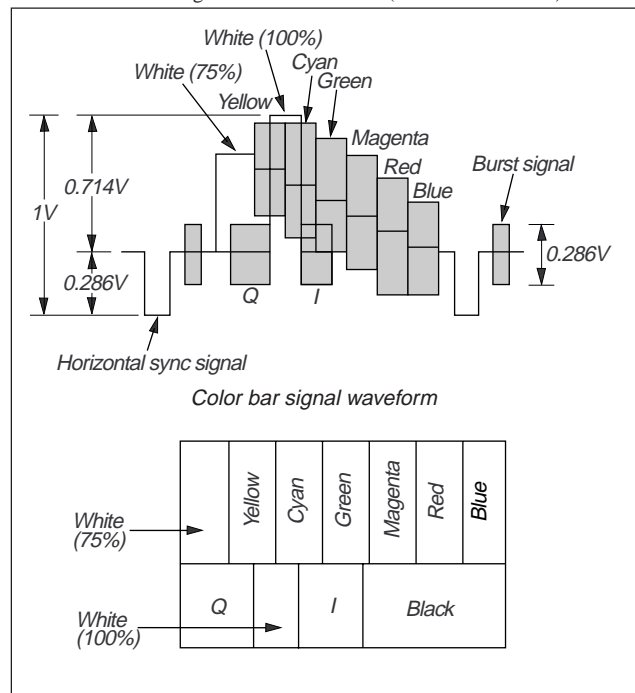 White (100%)
White (75%)
Cyan
Green
Yellow
Magenta
Red
Blue
Burst signal
0.714V
1V
0.286V
0.286V
Q
I
Horizontal sync signal
Color bar signal waveform
White
(75%)
Yellow
Cyan
Green
Magenta
Red
Blue
White
(100%)
Q
I
Black